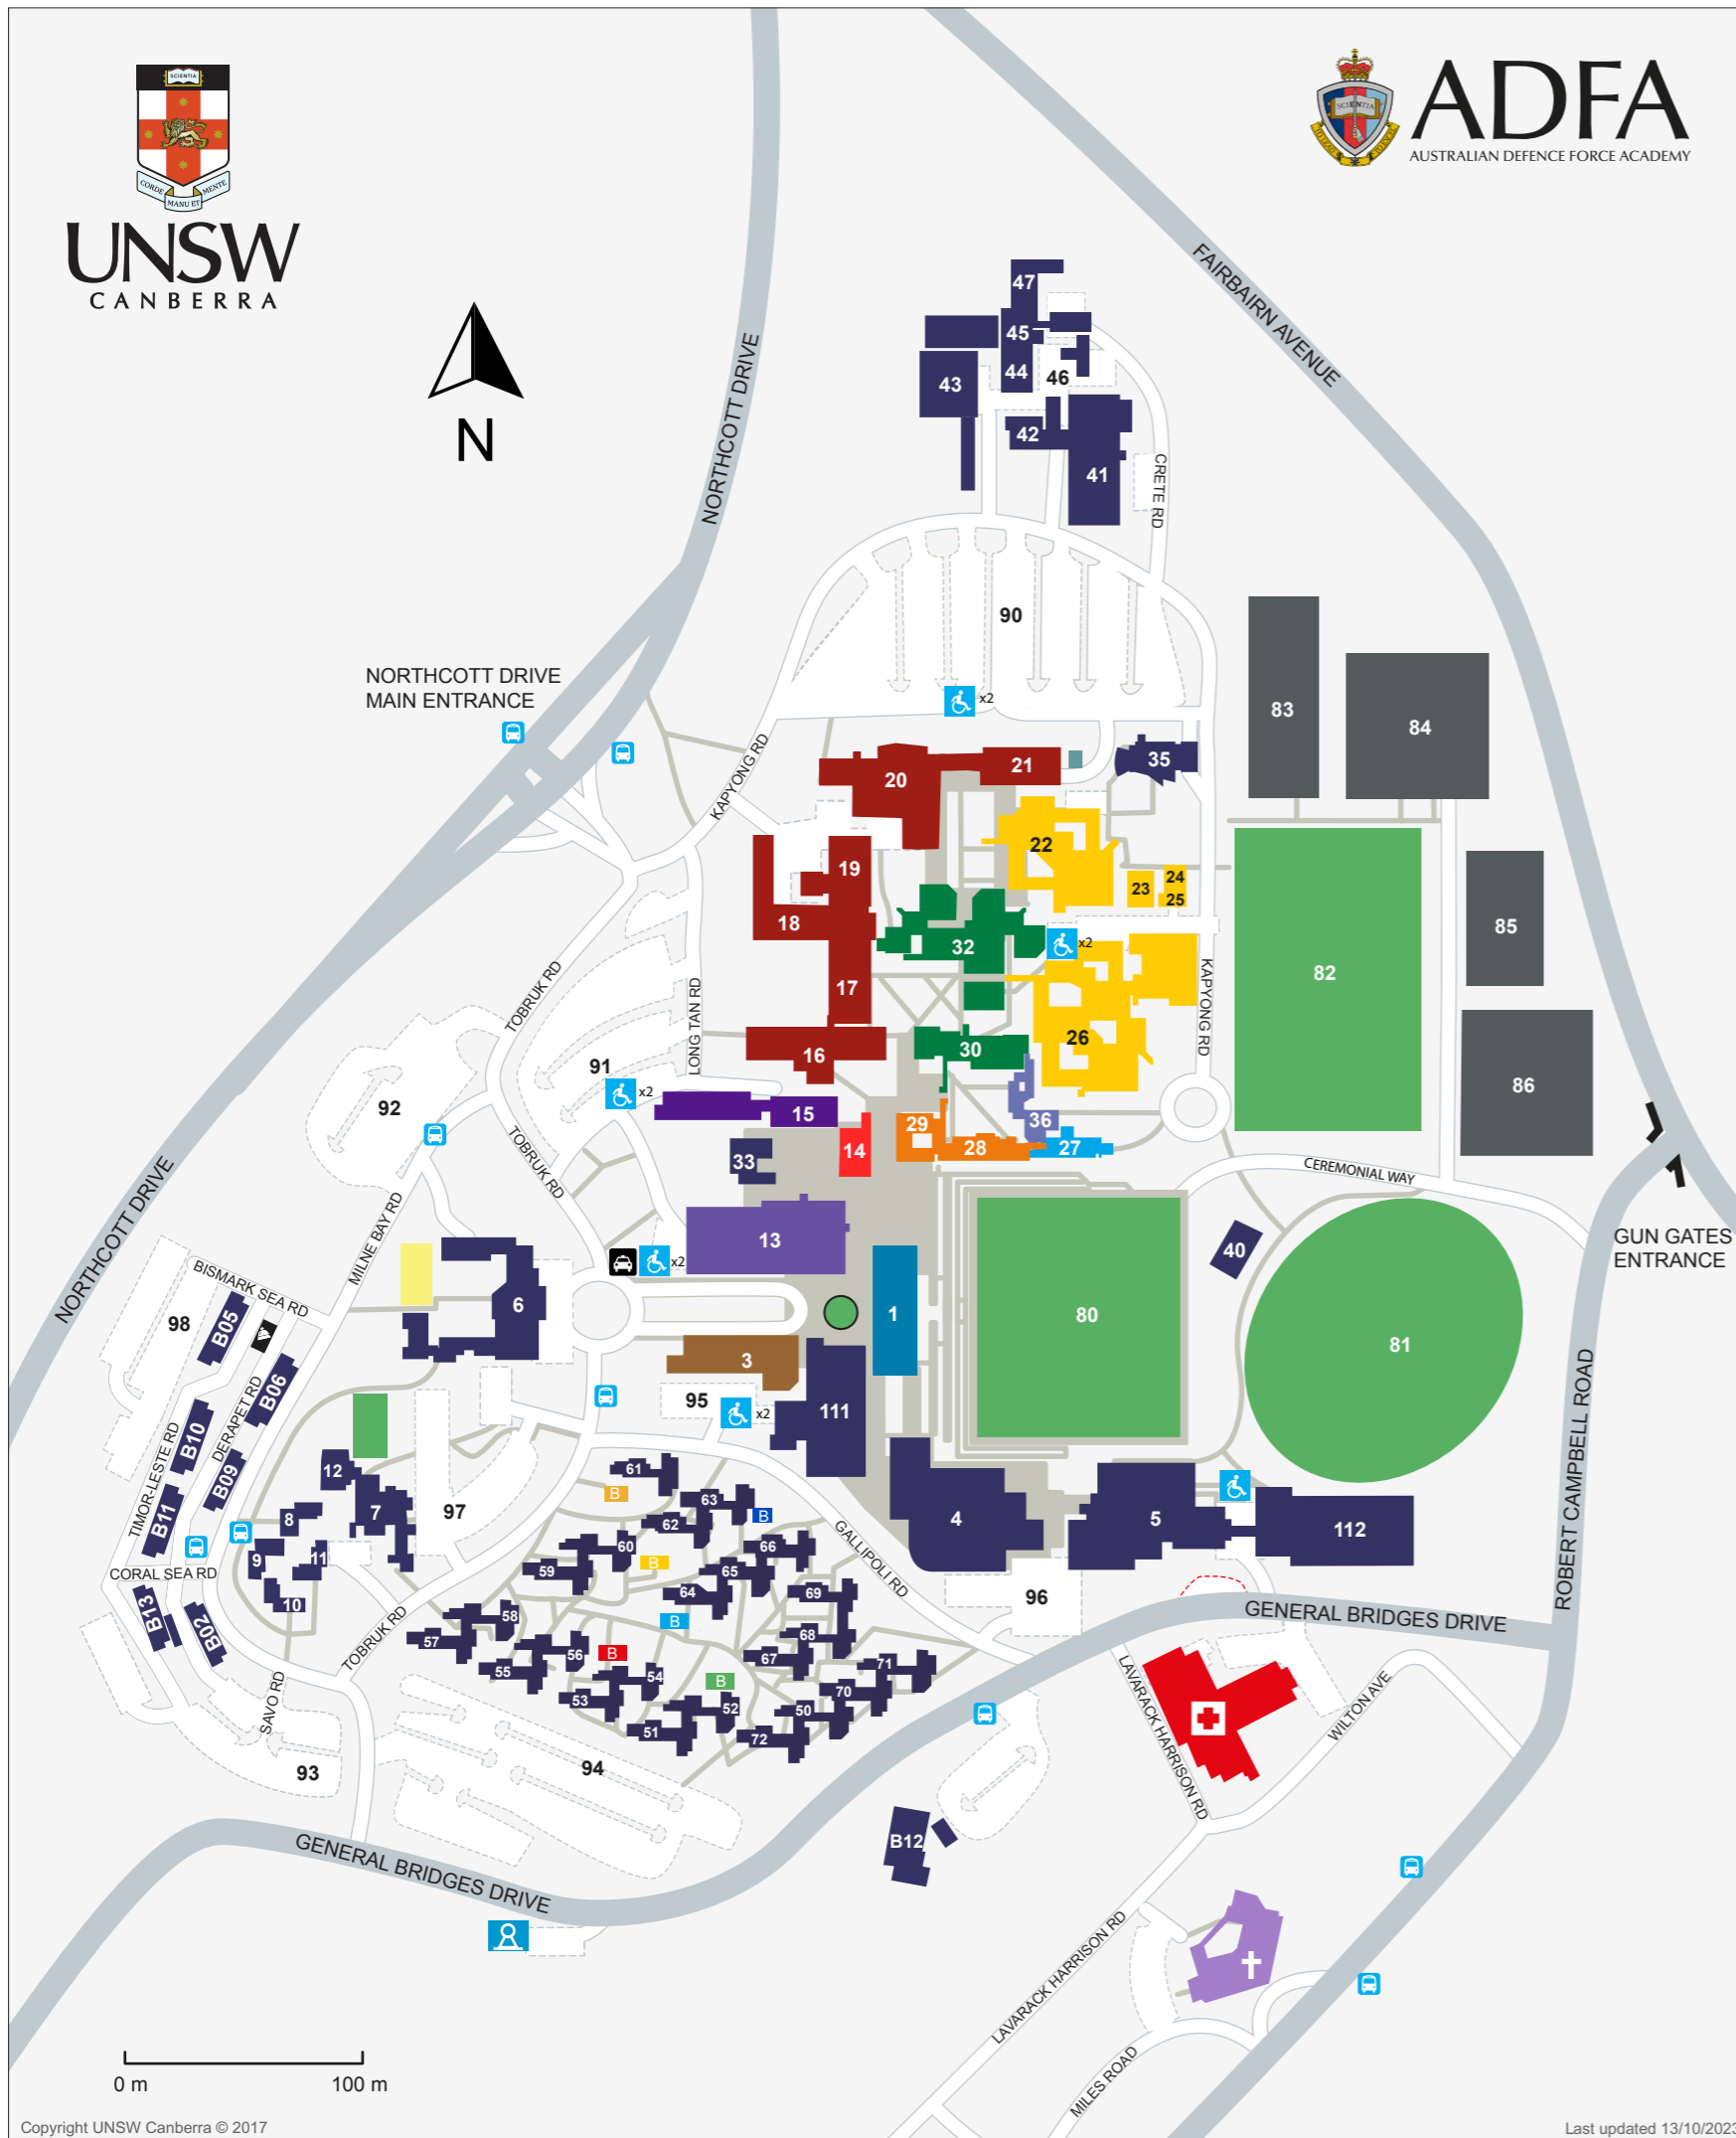 SCIENTIA
CORDE
MANU ET
MENTE
UNSW
CANBERRA
SCIENTIA
ADFA
AUSTRALIAN DEFENCE FORCE ACADEMY
N
NORTHCOTT DRIVE
FAIRBAIRN AVENUE
47
45
44
46
43
42
41
CRETE RD
90
x2
NORTHCOTT DRIVE
MAIN ENTRANCE
KAPYONG RD
83
84
20
21
35
22
19
23
24
25
18
32
x2
85
82
17
TOBRUK RD
LONG TAN RD
KAPYONG RD
16
30
26
91
x2
86
92
15
29
36
14
28
27
33
TOBRUK RD
CEREMONIAL WAY
NORTHCOTT DRIVE
MILNE BAY RD
13
x2
40
GUN GATES
ENTRANCE
BISMARK SEA RD
6
1
80
81
98
B05
3
B06
95
x2
111
DERAPET RD
TIMOR-LESTE RD
B10
B09
B11
12
7
97
8
9
11
10
61
B
63
B
62
60
B
66
59
65
64
69
B
GALLIPOLI RD
4
5
112
ROBERT CAMPBELL ROAD
CORAL SEA RD
B13
B02
96
GENERAL BRIDGES DRIVE
58
57
56
B
55
54
53
68
67
71
B
70
52
50
51
72
TOBRUK RD
SAVO RD
93
94
LAVARACK HARRISON RD
WILTON AVE
B12
GENERAL BRIDGES DRIVE
LAVARACK HARRISON RD
MILES ROAD
0 m
100 m
Copyright UNSW Canberra © 2017
Last updated 13/10/2023